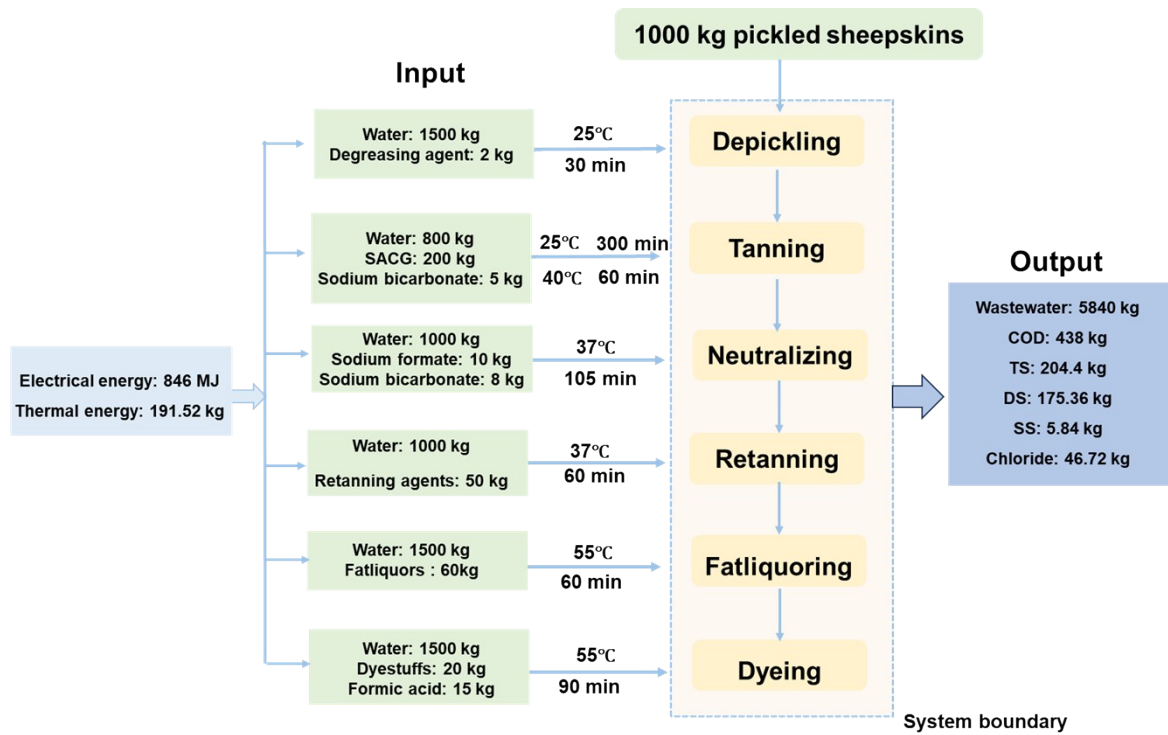 1000 kg pickled sheepskins
Input
Water: 1500 kg
Degreasing agent: 2 kg
25℃
30 min
Depickling
Water: 800 kg
SACG: 200 kg
Sodium bicarbonate: 5 kg
25℃ 300 min
40℃ 60 min
Tanning
Water: 1000 kg
Sodium formate: 10 kg
Sodium bicarbonate: 8 kg
37℃
105 min
Neutralizing
Electrical energy: 846 MJ
Thermal energy: 191.52 kg
Water: 1000 kg
Retanning agents: 50 kg
37℃
60 min
Retanning
Water: 1500 kg
Fatliquors : 60kg
55℃
60 min
Fatliquoring
Water: 1500 kg
Dyestuffs: 20 kg
Formic acid: 15 kg
55℃
90 min
Dyeing
Output
Wastewater: 5840 kg
COD: 438 kg
TS: 204.4 kg
DS: 175.36 kg
SS: 5.84 kg
Chloride: 46.72 kg
System boundary